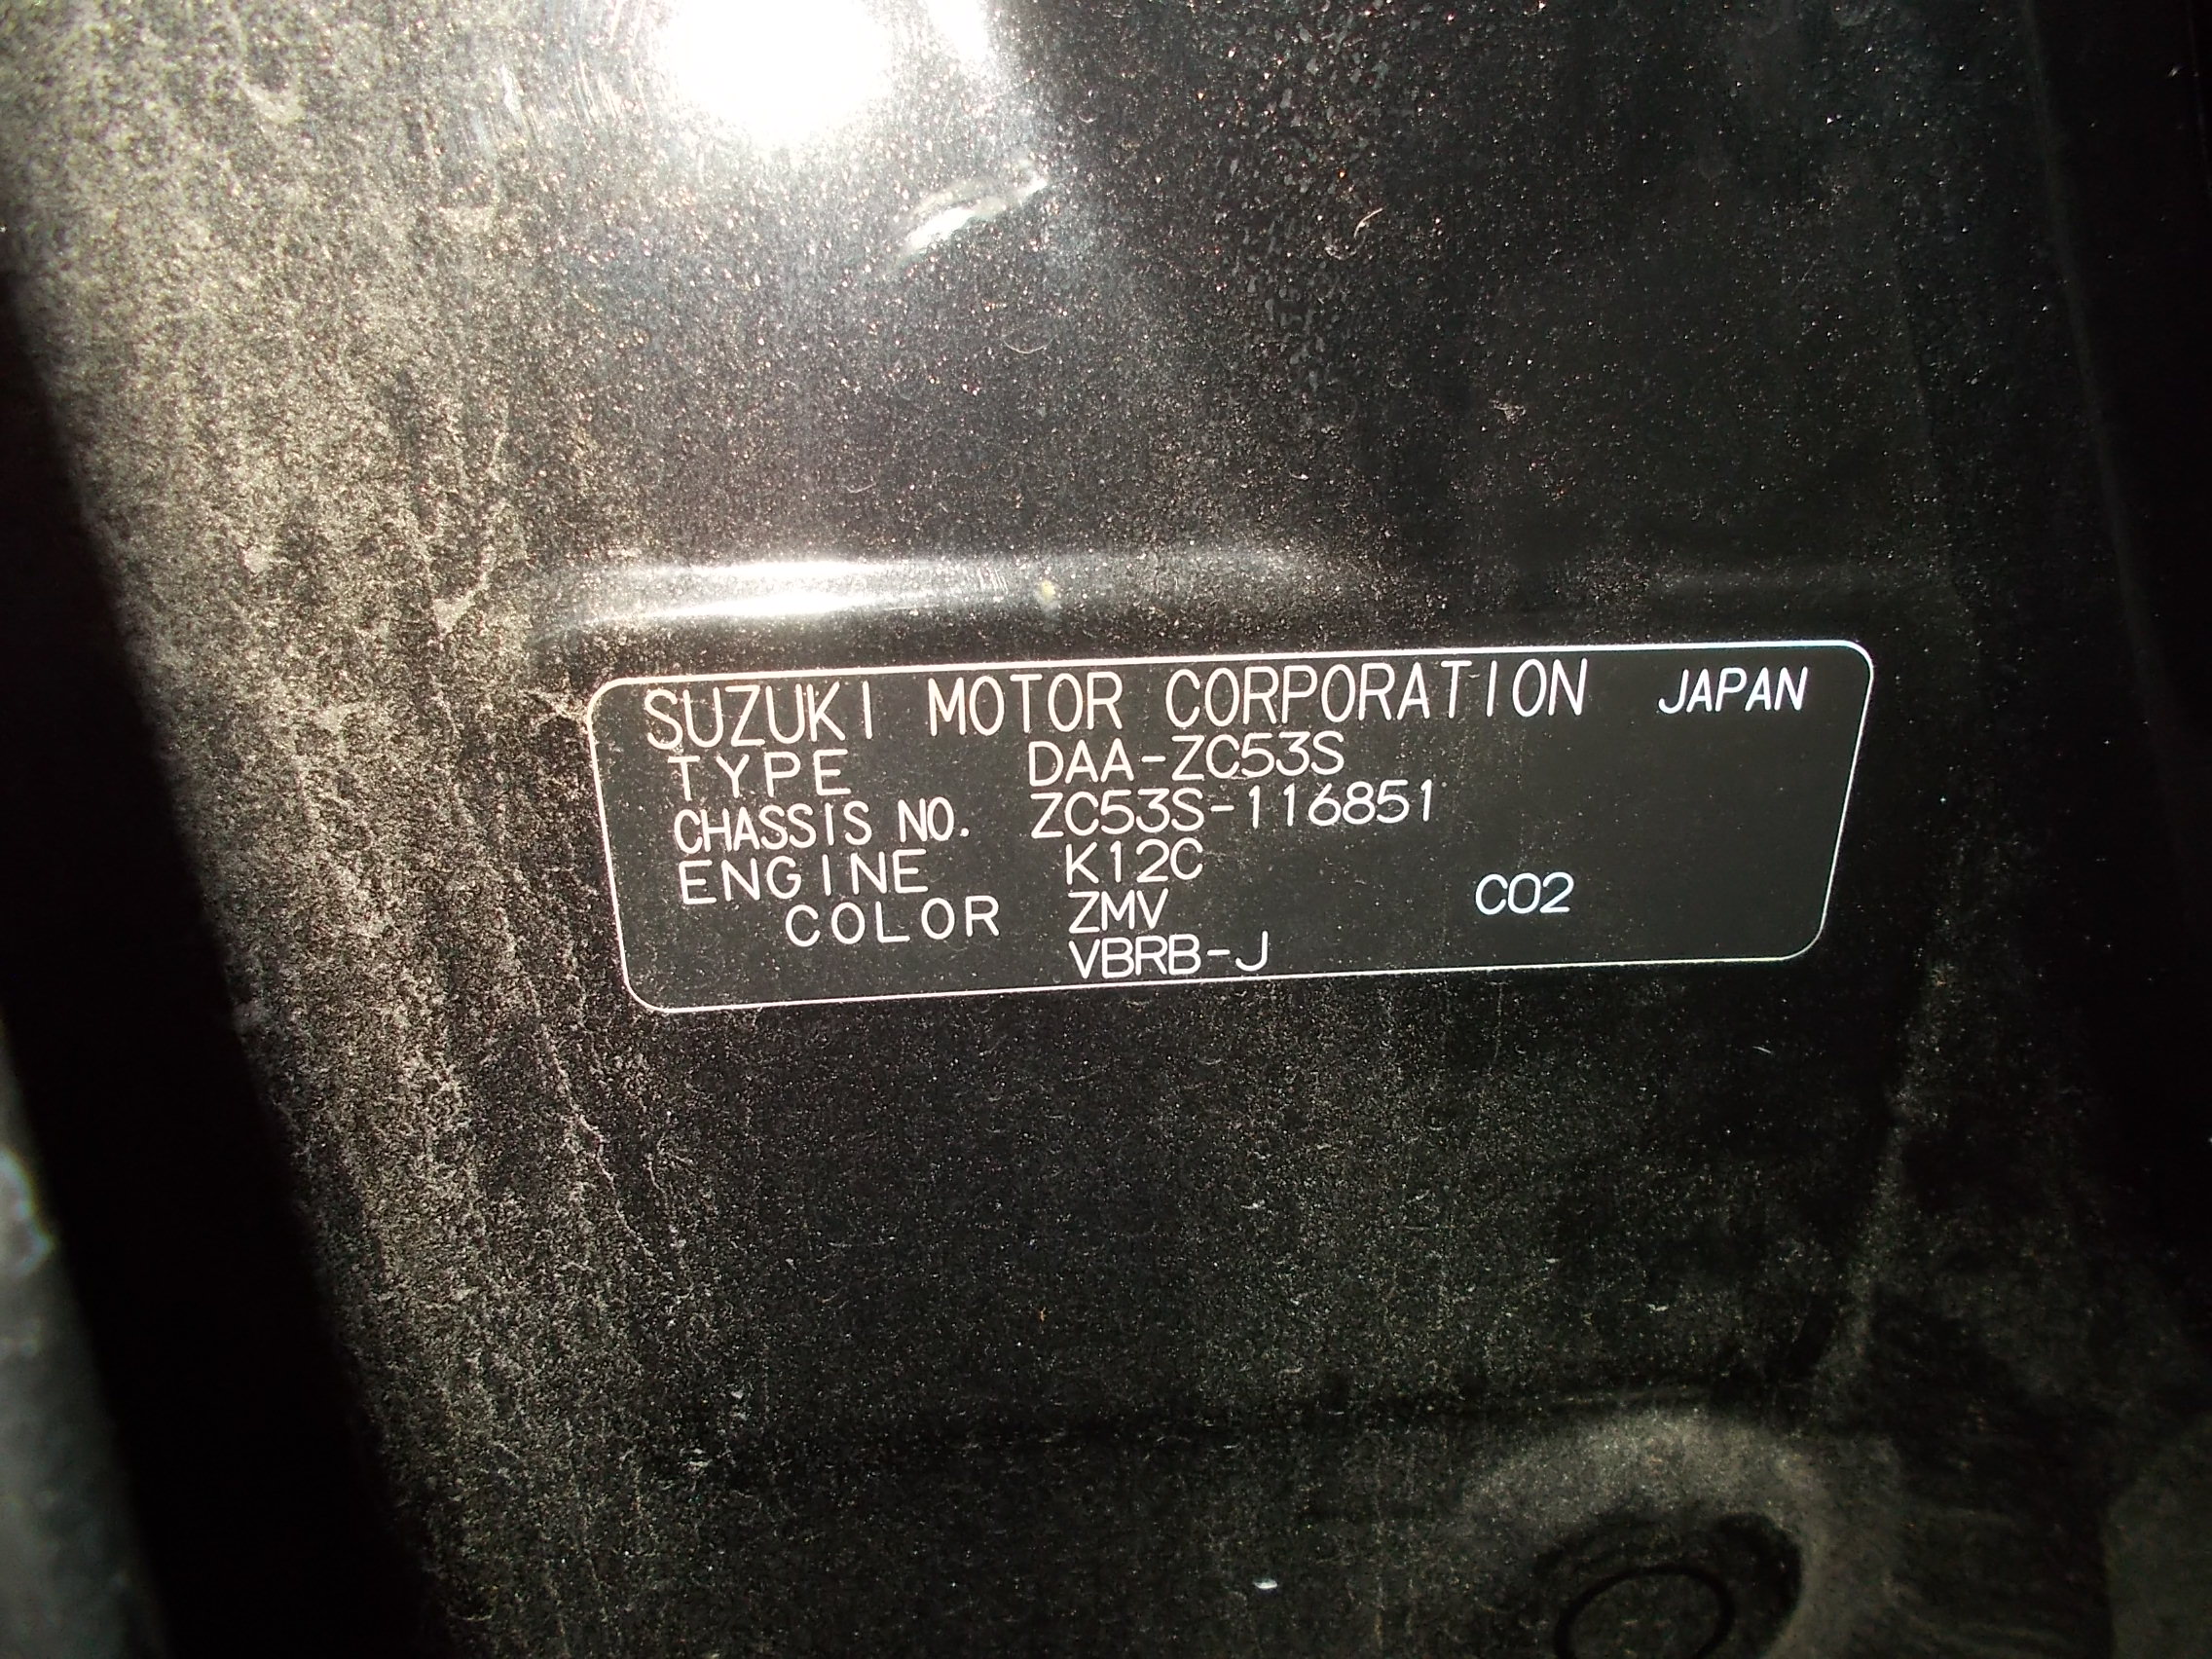 SUZUKI MOTOR CORPORATION JAPAN
TYPE DAA-ZC53S
CHASSIS NO. ZC53S-116851
ENGINE K12C
COLOR ZMV C02
VBRB-J